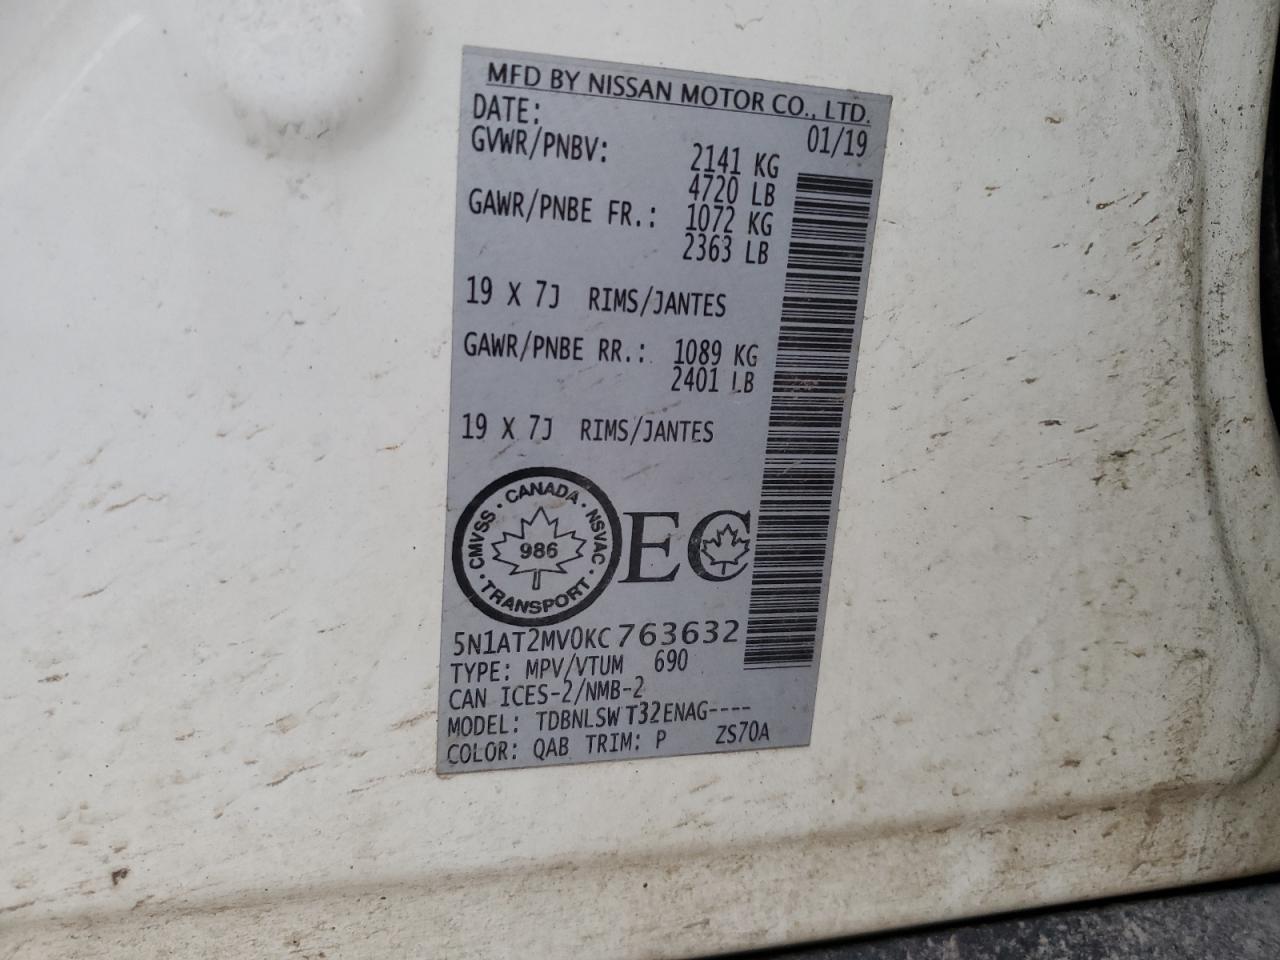 MFD BY NISSAN MOTOR CO., LTD.
DATE: 01/19
GVWR/PNBV: 2141 KG
4720 LB
GAWR/PNBE FR.: 1072 KG
2363 LB
19 X 7J RIMS/JANTES
GAWR/PNBE RR.: 1089 KG
2401 LB
19 X 7J RIMS/JANTES
CMVSS · CANADA · NSVAC · TRANSPORT ·
986
EC
5N1AT2MV0KC763632
TYPE: MPV/VTUM 690
CAN ICES-2/NMB-2
MODEL: TDBNLSW T32ENAG----
COLOR: QAB TRIM: P ZS70A